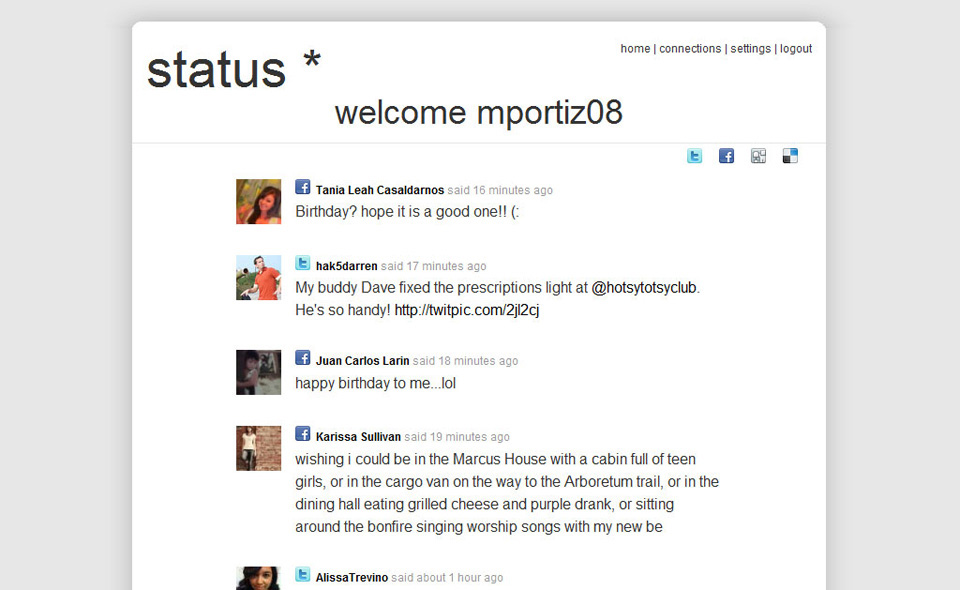 home | connections | settings | logout
status *
welcome mportiz08
Tania Leah Casaldarnos said 16 minutes ago
Birthday? hope it is a good one!! (:
hak5darren said 17 minutes ago
My buddy Dave fixed the prescriptions light at @hotsytotsyclub.
He's so handy! http://twitpic.com/2jl2cj
Juan Carlos Larin said 18 minutes ago
happy birthday to me...lol
Karissa Sullivan said 19 minutes ago
wishing i could be in the Marcus House with a cabin full of teen
girls, or in the cargo van on the way to the Arboretum trail, or in the
dining hall eating grilled cheese and purple drank, or sitting
around the bonfire singing worship songs with my new be
AlissaTrevino said about 1 hour ago